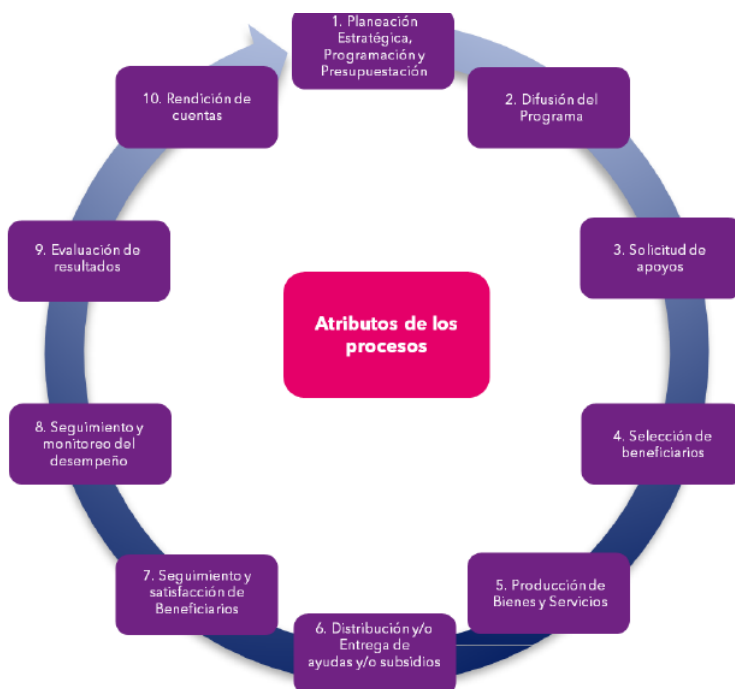 1. Planeación
Estratégica,
Programación y
Presupuestación
2. Difusión del
Programa
3. Solicitud de
apoyos
4. Selección de
beneficiarios
5. Producción de
Bienes y Servicios
6. Distribución y/o
Entrega de
ayudas y/o subsidios
7. Seguimiento y
satisfacción de
Beneficiarios
8. Seguimiento y
monitoreo del
desempeño
9. Evaluación de
resultados
10. Rendición de
cuentas
Atributos de los
procesos